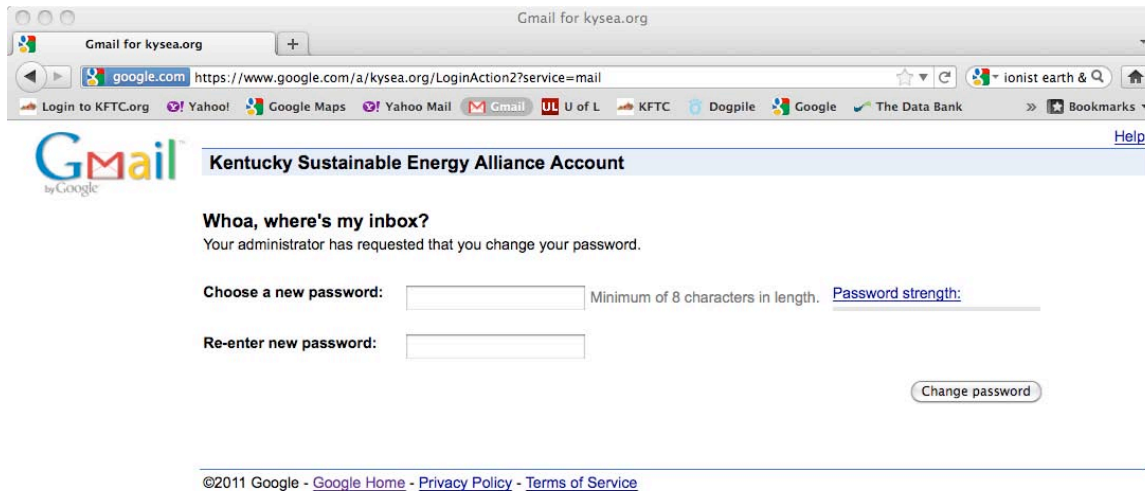 Gmail for kysea.org
Gmail for kysea.org
google.com https://www.google.com/a/kysea.org/LoginAction2?service=mail ionist earth &
Login to KFTC.org Yahoo! Google Maps Yahoo Mail Gmail UL U of L KFTC Dogpile Google The Data Bank » Bookmarks
Help
Gmail
by Google
Kentucky Sustainable Energy Alliance Account
Whoa, where's my inbox?
Your administrator has requested that you change your password.
Choose a new password: Minimum of 8 characters in length. Password strength:
Re-enter new password:
Change password
©2011 Google - Google Home - Privacy Policy - Terms of Service